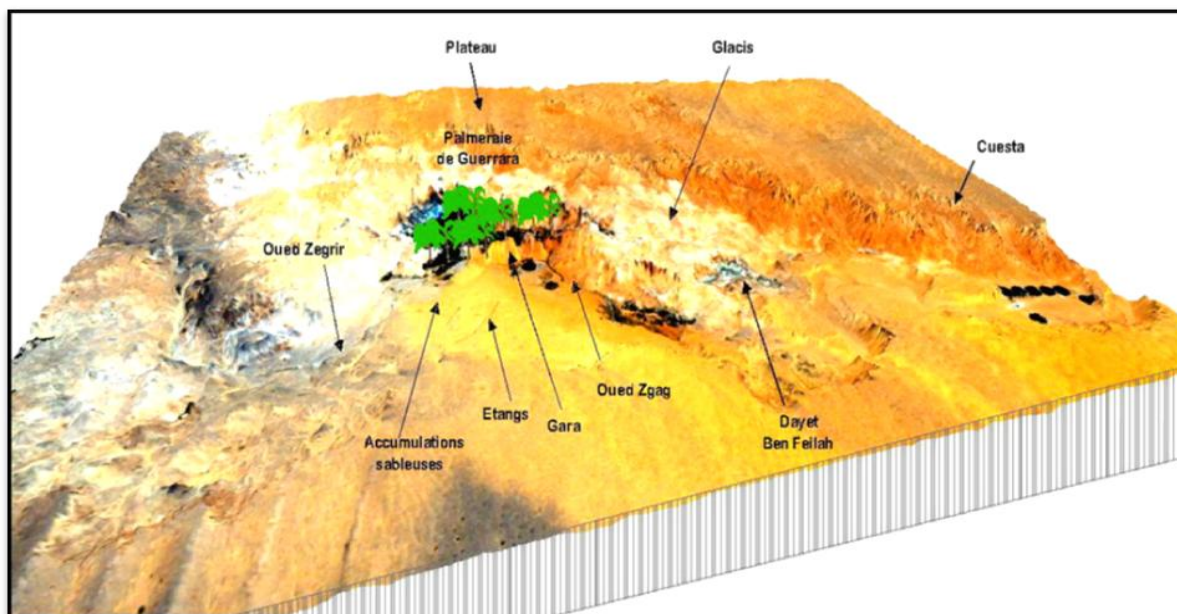 Plateau
Glacis
Palmeraie
de Guerrara
Cuesta
Oued Zegrir
Oued Zgag
Etangs
Gara
Dayet
Ben Feilah
Accumulations
sableuses